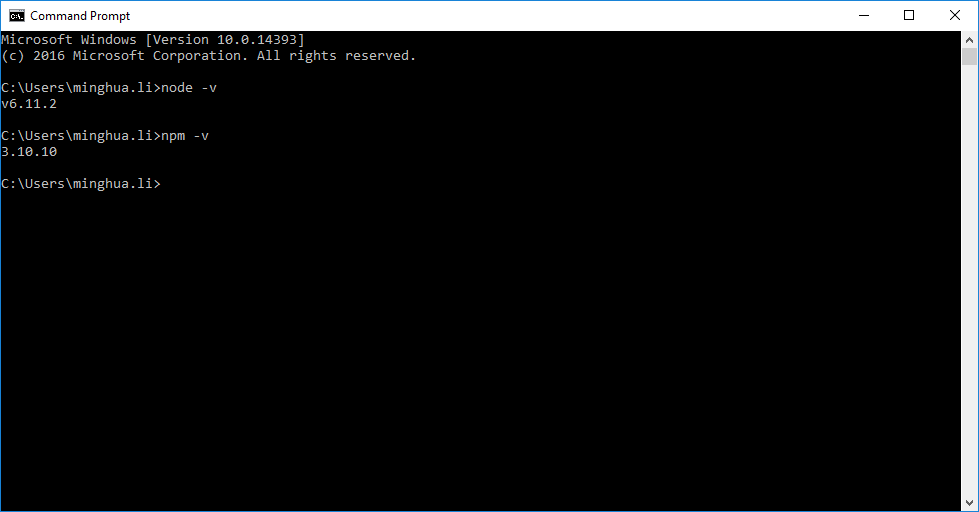 Command Prompt
Microsoft Windows [Version 10.0.14393]
(c) 2016 Microsoft Corporation. All rights reserved.
C:\Users\minghua.li>node -v
v6.11.2
C:\Users\minghua.li>npm -v
3.10.10
C:\Users\minghua.li>